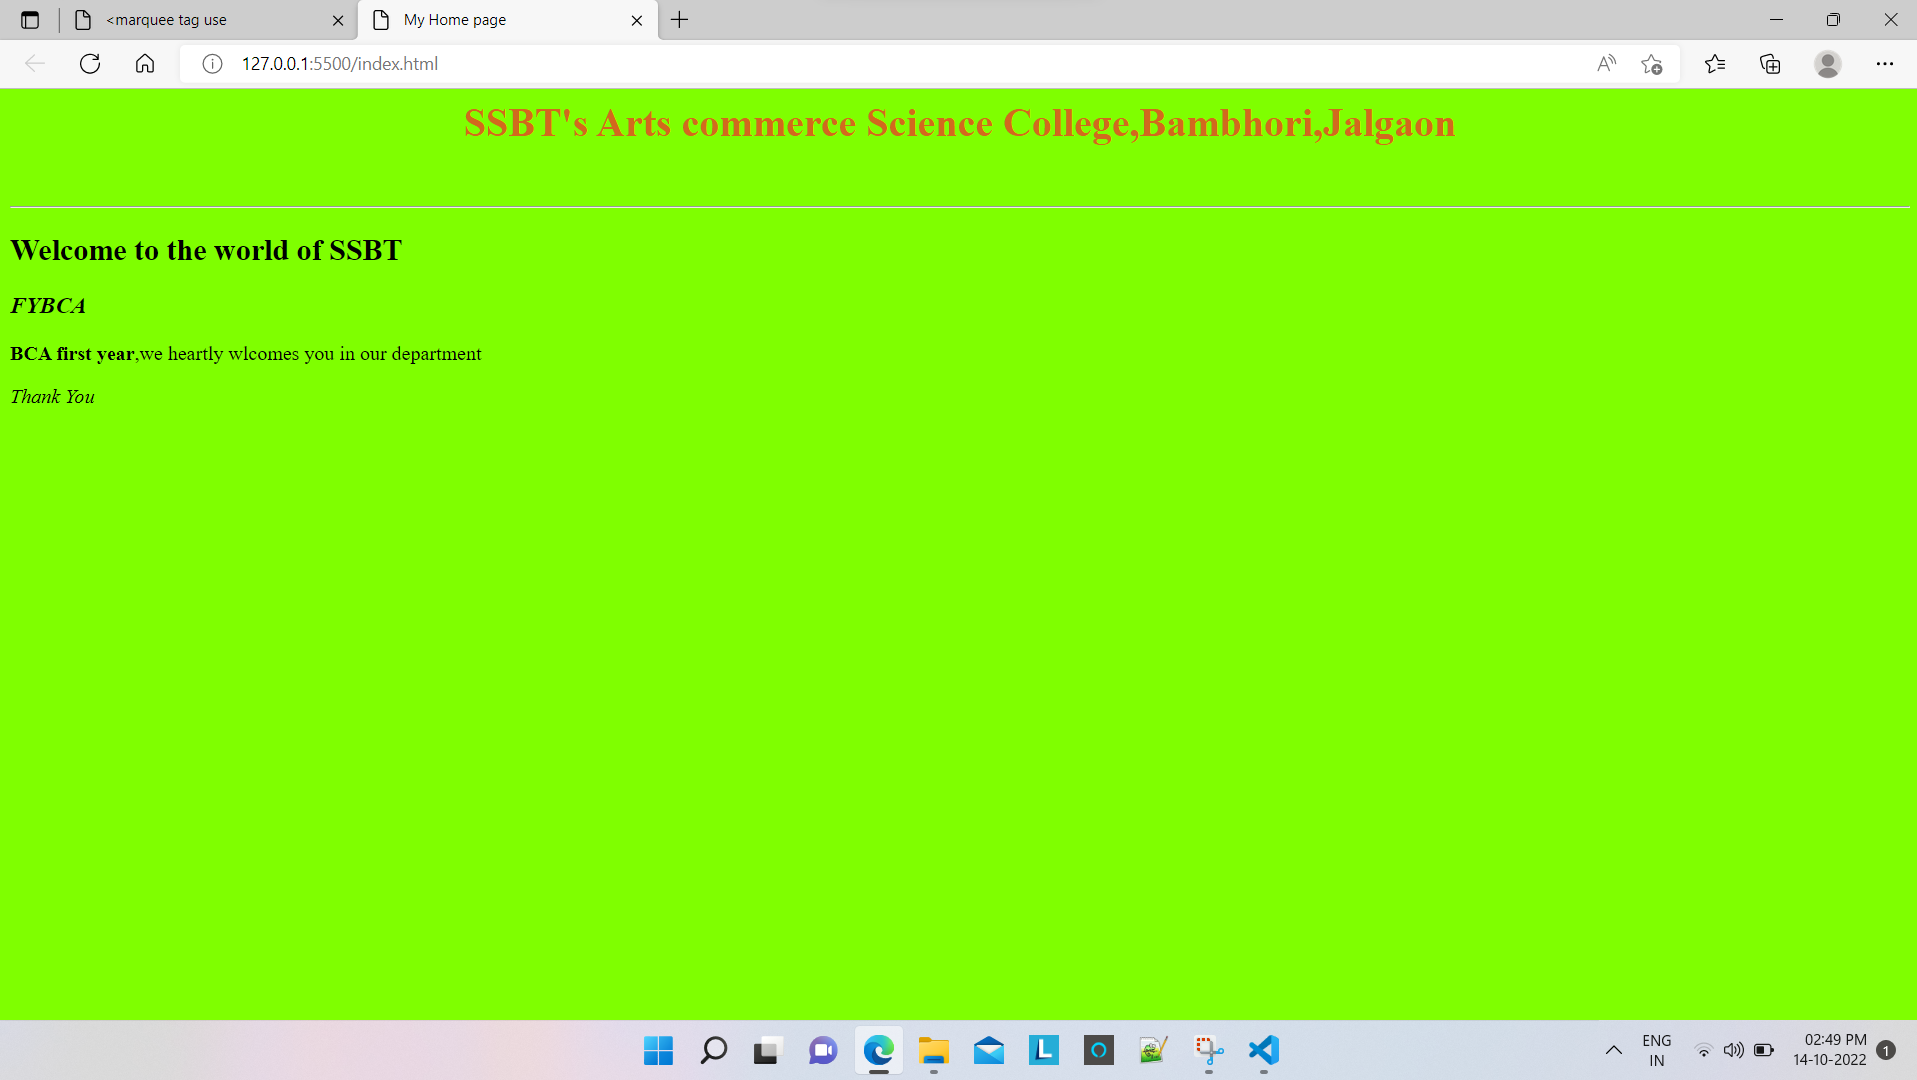 <marquee tag use
My Home page
127.0.0.1:5500/index.html
SSBT's Arts commerce Science College,Bambhori,Jalgaon
Welcome to the world of SSBT
FYBCA
BCA first year,we heartly wlcomes you in our department
Thank You
ENG
IN
02:49 PM
14-10-2022
1